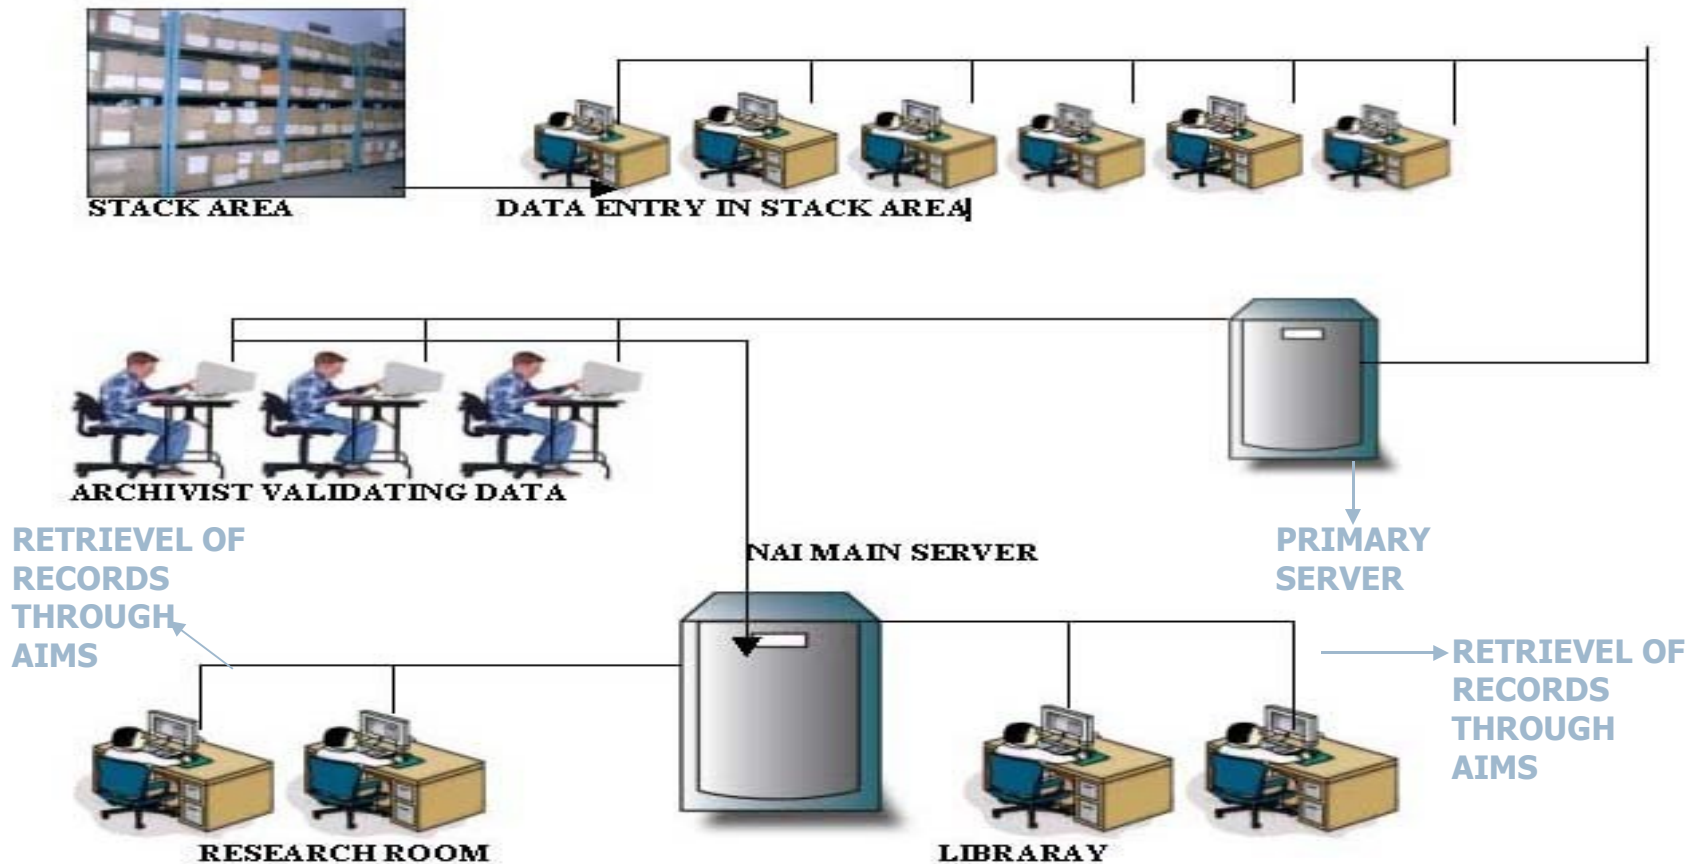 STACK AREA
DATA ENTRY IN STACK AREA
ARCHIVIST VALIDATING DATA
RETRIEVEL OF
RECORDS
THROUGH
AIMS
NAI MAIN SERVER
PRIMARY
SERVER
RETRIEVEL OF
RECORDS
THROUGH
AIMS
RESEARCH ROOM
LIBRARAY